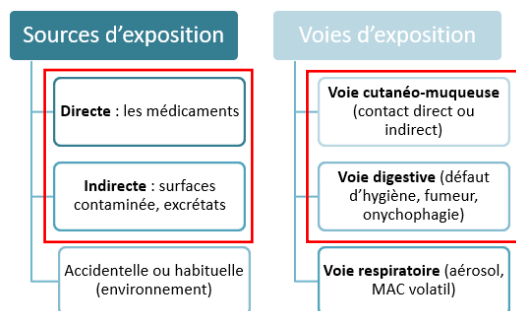 Sources d'exposition
Directe : les médicaments
Indirecte : surfaces
contaminée, excrétats
Accidentelle ou habituelle
(environnement)
Voies d'exposition
Voie cutanéo-muqueuse
(contact direct ou
indirect)
Voie digestive (défaut
d'hygiène, fumeur,
onychophagie)
Voie respiratoire (aérosol,
MAC volatil)